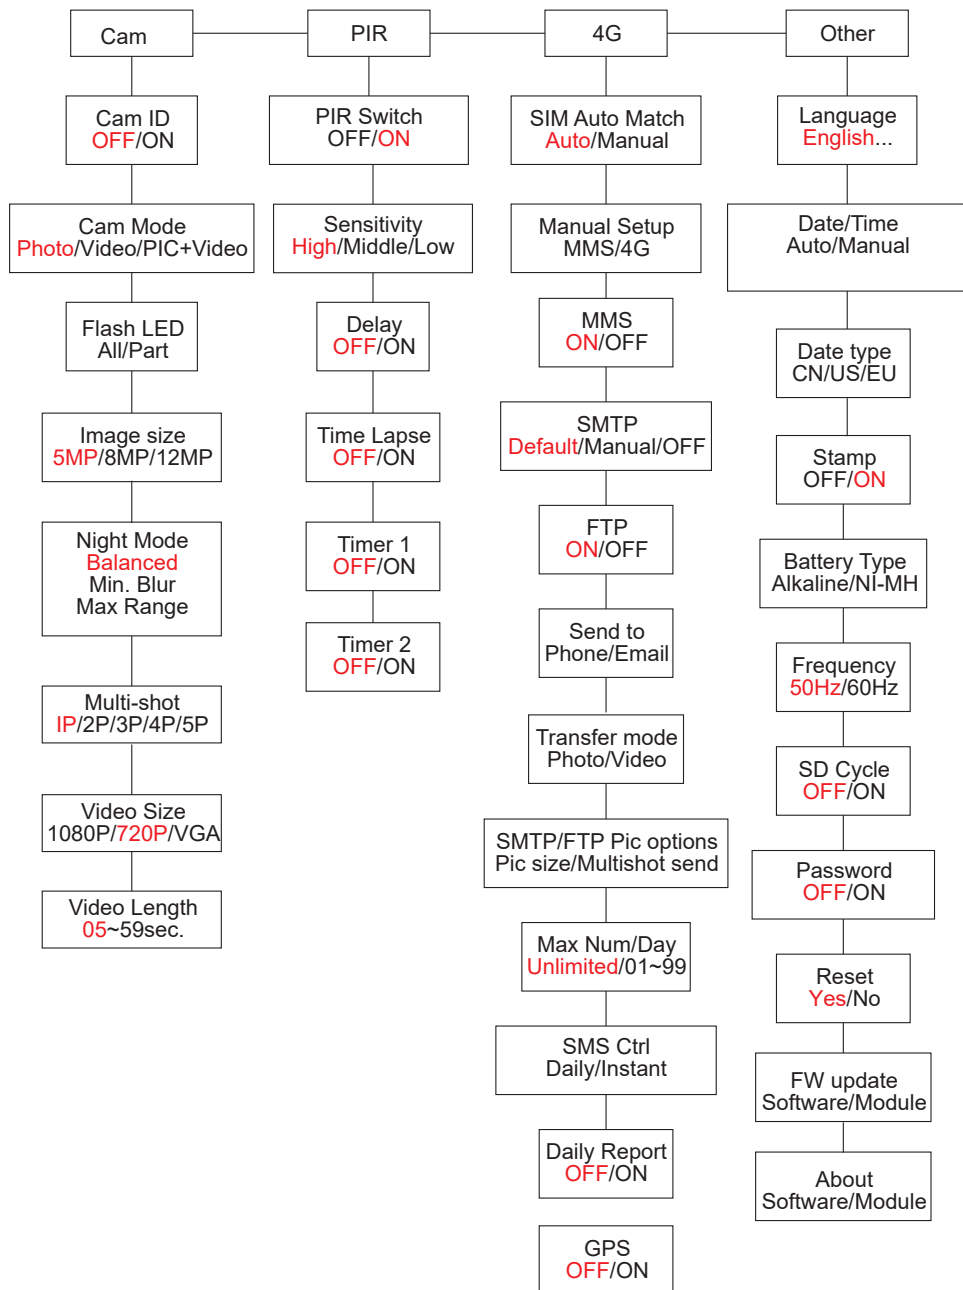 Cam
PIR
4G
Other
Cam ID
OFF/ON
Cam Mode
Photo/Video/PIC+Video
Flash LED
All/Part
Image size
5MP/8MP/12MP
Night Mode
Balanced
Min. Blur
Max Range
Multi-shot
IP/2P/3P/4P/5P
Video Size
1080P/720P/VGA
Video Length
05~59sec.
PIR Switch
OFF/ON
Sensitivity
High/Middle/Low
Delay
OFF/ON
Time Lapse
OFF/ON
Timer 1
OFF/ON
Timer 2
OFF/ON
SIM Auto Match
Auto/Manual
Manual Setup
MMS/4G
MMS
ON/OFF
SMTP
Default/Manual/OFF
FTP
ON/OFF
Send to
Phone/Email
Transfer mode
Photo/Video
SMTP/FTP Pic options
Pic size/Multishot send
Max Num/Day
Unlimited/01~99
SMS Ctrl
Daily/Instant
Daily Report
OFF/ON
GPS
OFF/ON
Language
English...
Date/Time
Auto/Manual
Date type
CN/US/EU
Stamp
OFF/ON
Battery Type
Alkaline/NI-MH
Frequency
50Hz/60Hz
SD Cycle
OFF/ON
Password
OFF/ON
Reset
Yes/No
FW update
Software/Module
About
Software/Module